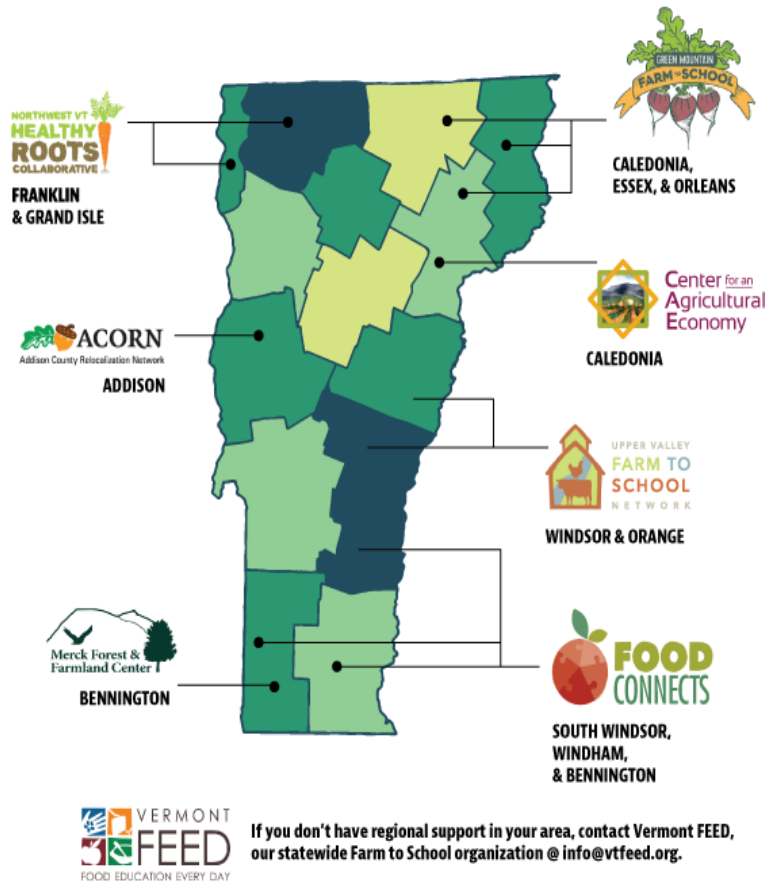 GREEN MOUNTAIN
FARM TO SCHOOL
CALEDONIA,
ESSEX, & ORLEANS
NORTHWEST VT
HEALTHY
ROOTS
COLLABORATIVE
FRANKLIN
& GRAND ISLE
Center for an
Agricultural
Economy
CALEDONIA
ACORN
Addison County Relocalization Network
ADDISON
UPPER VALLEY
FARM TO
SCHOOL
NETWORK
WINDSOR & ORANGE
Merck Forest &
Farmland Center
BENNINGTON
FOOD
CONNECTS
SOUTH WINDSOR,
WINDHAM,
& BENNINGTON
VERMONT
FEED
FOOD EDUCATION EVERY DAY
If you don't have regional support in your area, contact Vermont FEED,
our statewide Farm to School organization @ info@vtfeed.org.